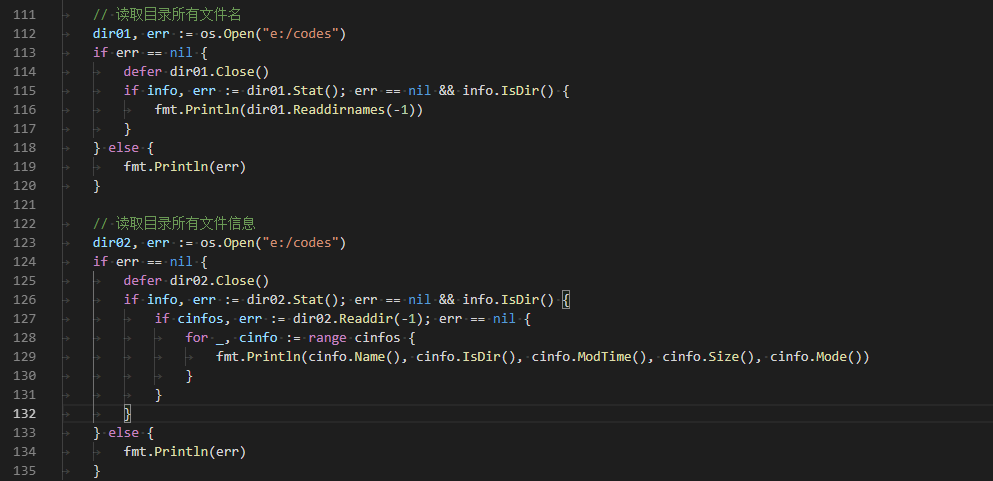 111 // 读取目录所有文件名
112 dir01, err := os.Open("e:/codes")
113 if err == nil {
114 defer dir01.Close()
115 if info, err := dir01.Stat(); err == nil && info.IsDir() {
116 fmt.Println(dir01.Readdirnames(-1))
117 }
118 } else {
119 fmt.Println(err)
120 }
121
122 // 读取目录所有文件信息
123 dir02, err := os.Open("e:/codes")
124 if err == nil {
125 defer dir02.Close()
126 if info, err := dir02.Stat(); err == nil && info.IsDir() {
127 if cinfos, err := dir02.Readdir(-1); err == nil {
128 for _, cinfo := range cinfos {
129 fmt.Println(cinfo.Name(), cinfo.IsDir(), cinfo.ModTime(), cinfo.Size(), cinfo.Mode())
130 }
131 }
132 }
133 } else {
134 fmt.Println(err)
135 }